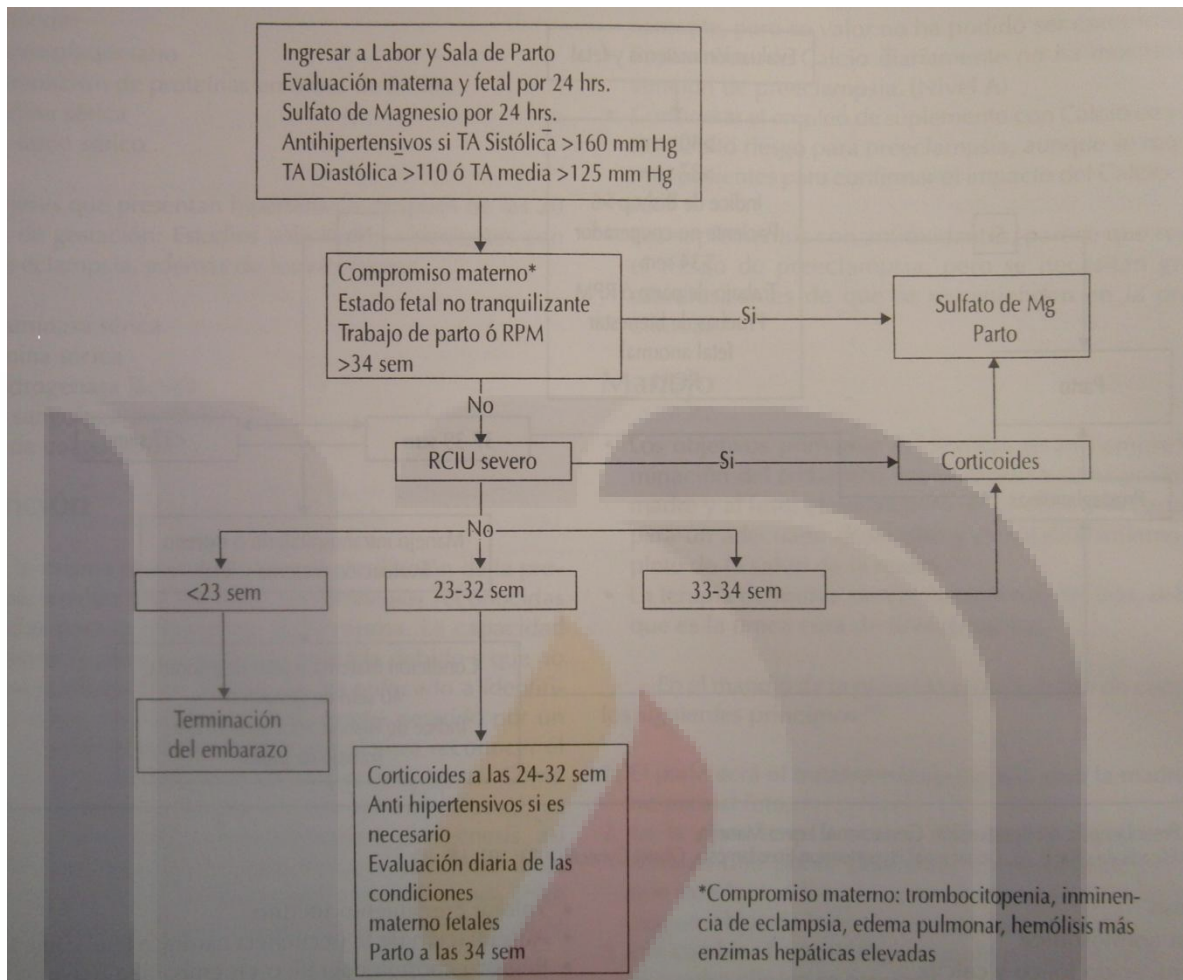 Ingresar a Labor y Sala de Parto
Evaluación materna y fetal por 24 hrs.
Sulfato de Magnesio por 24 hrs.
Antihipertensivos si TA Sistólica >160 mm Hg
TA Diastólica >110 ó TA media >125 mm Hg
Compromiso materno*
Estado fetal no tranquilizante
Trabajo de parto ó RPM
>34 sem
Si
Sulfato de Mg
Parto
No
RCIU severo
Si
Corticoides
No
<23 sem
23-32 sem
33-34 sem
Terminación
del embarazo
Corticoides a las 24-32 sem
Anti hipertensivos si es
necesario
Evaluación diaria de las
condiciones
materno fetales
Parto a las 34 sem
*Compromiso materno: trombocitopenia, inminen-
cia de eclampsia, edema pulmonar, hemólisis más
enzimas hepáticas elevadas